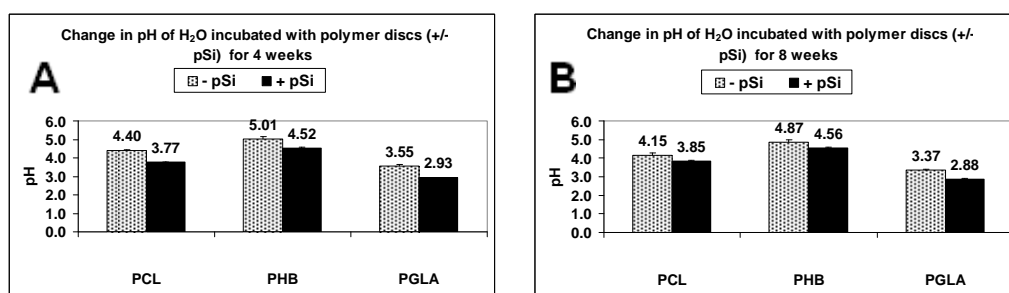 A
Change in pH of H₂O incubated with polymer discs (+/-
pSi) for 4 weeks
- pSi + pSi
pH
6.0
5.0
4.0
3.0
2.0
1.0
0.0
4.40 3.77 5.01 4.52 3.55 2.93
PCL PHB PGLA
B
Change in pH of H₂O incubated with polymer discs (+/-
pSi) for 8 weeks
- pSi + pSi
pH
6.0
5.0
4.0
3.0
2.0
1.0
0.0
4.15 3.85 4.87 4.56 3.37 2.88
PCL PHB PGLA